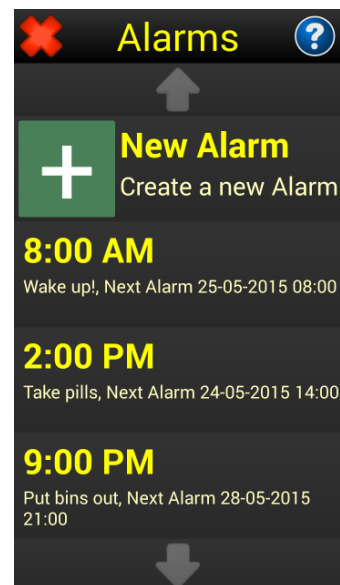 Alarms ?
New Alarm
Create a new Alarm
8:00 AM
Wake up!, Next Alarm 25-05-2015 08:00
2:00 PM
Take pills, Next Alarm 24-05-2015 14:00
9:00 PM
Put bins out, Next Alarm 28-05-2015
21:00